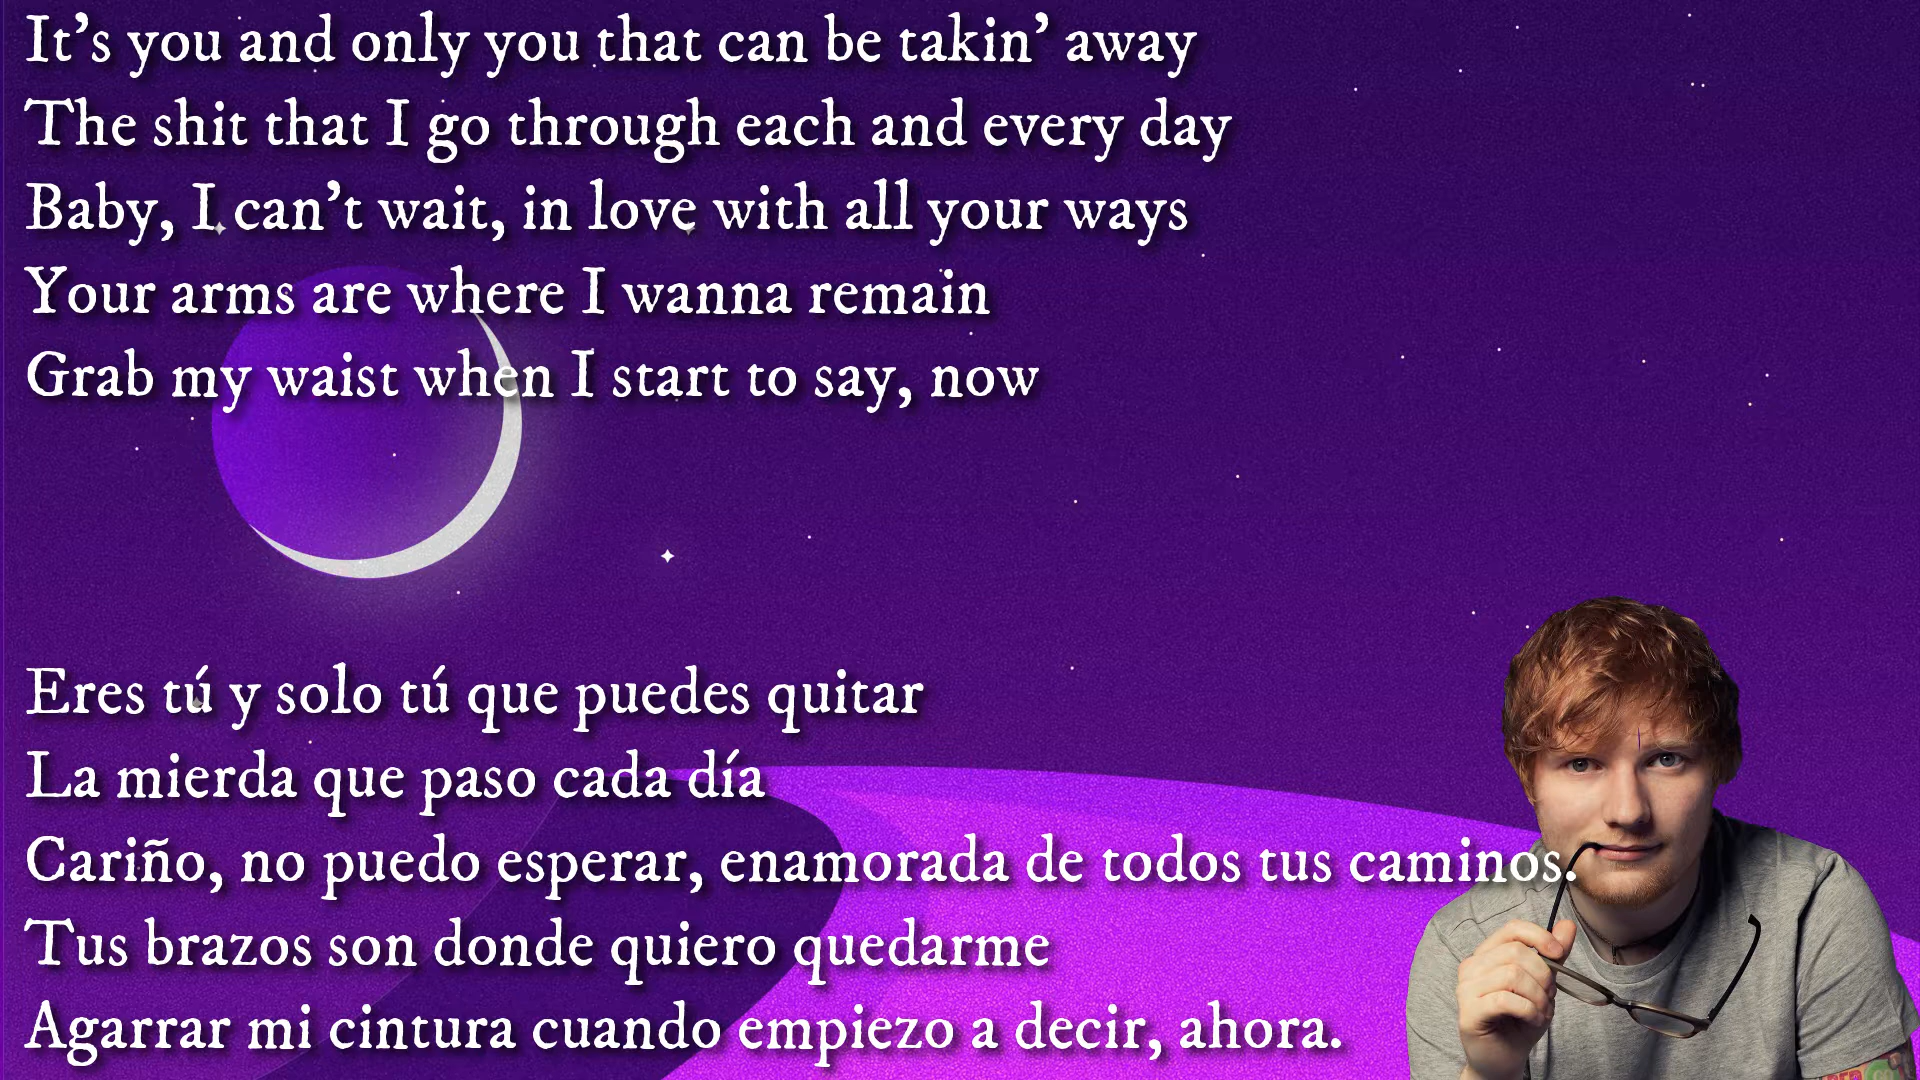 It’s you and only you that can be takin’ away
The shit that I go through each and every day
Baby, I can’t wait, in love with all your ways
Your arms are where I wanna remain
Grab my waist when I start to say, now
Eres tú y solo tú que puedes quitar
La mierda que paso cada día
Cariño, no puedo esperar, enamorada de todos tus caminos.
Tus brazos son donde quiero quedarme
Agarrar mi cintura cuando empiezo a decir, ahora.